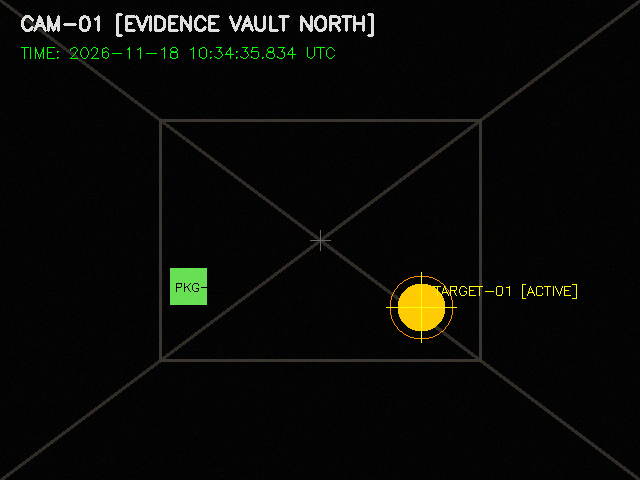 CAM-01 [EVIDENCE VAULT NORTH]
TIME: 2026-11-18 10:34:35.834 UTC
PKG-
TARGET-01 [ACTIVE]